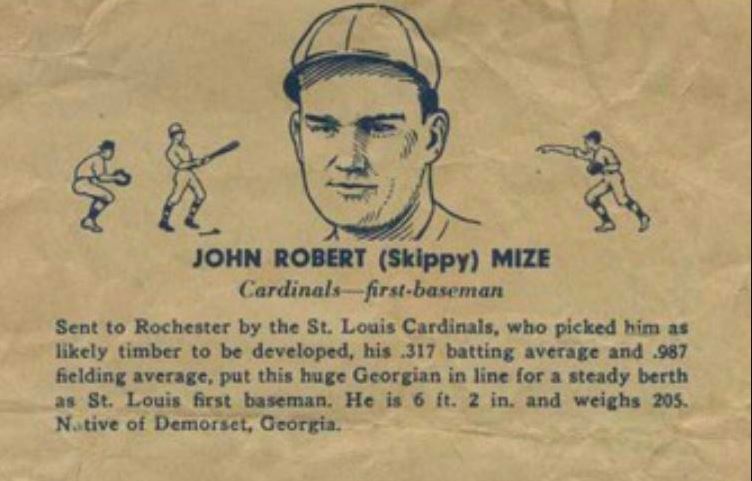 JOHN ROBERT (Skippy) MIZE
Cardinals—first-baseman
Sent to Rochester by the St. Louis Cardinals, who picked him as
likely timber to be developed, his .317 batting average and .987
fielding average, put this huge Georgian in line for a steady berth
as St. Louis first baseman. He is 6 ft. 2 in. and weighs 205.
Native of Demorset, Georgia.